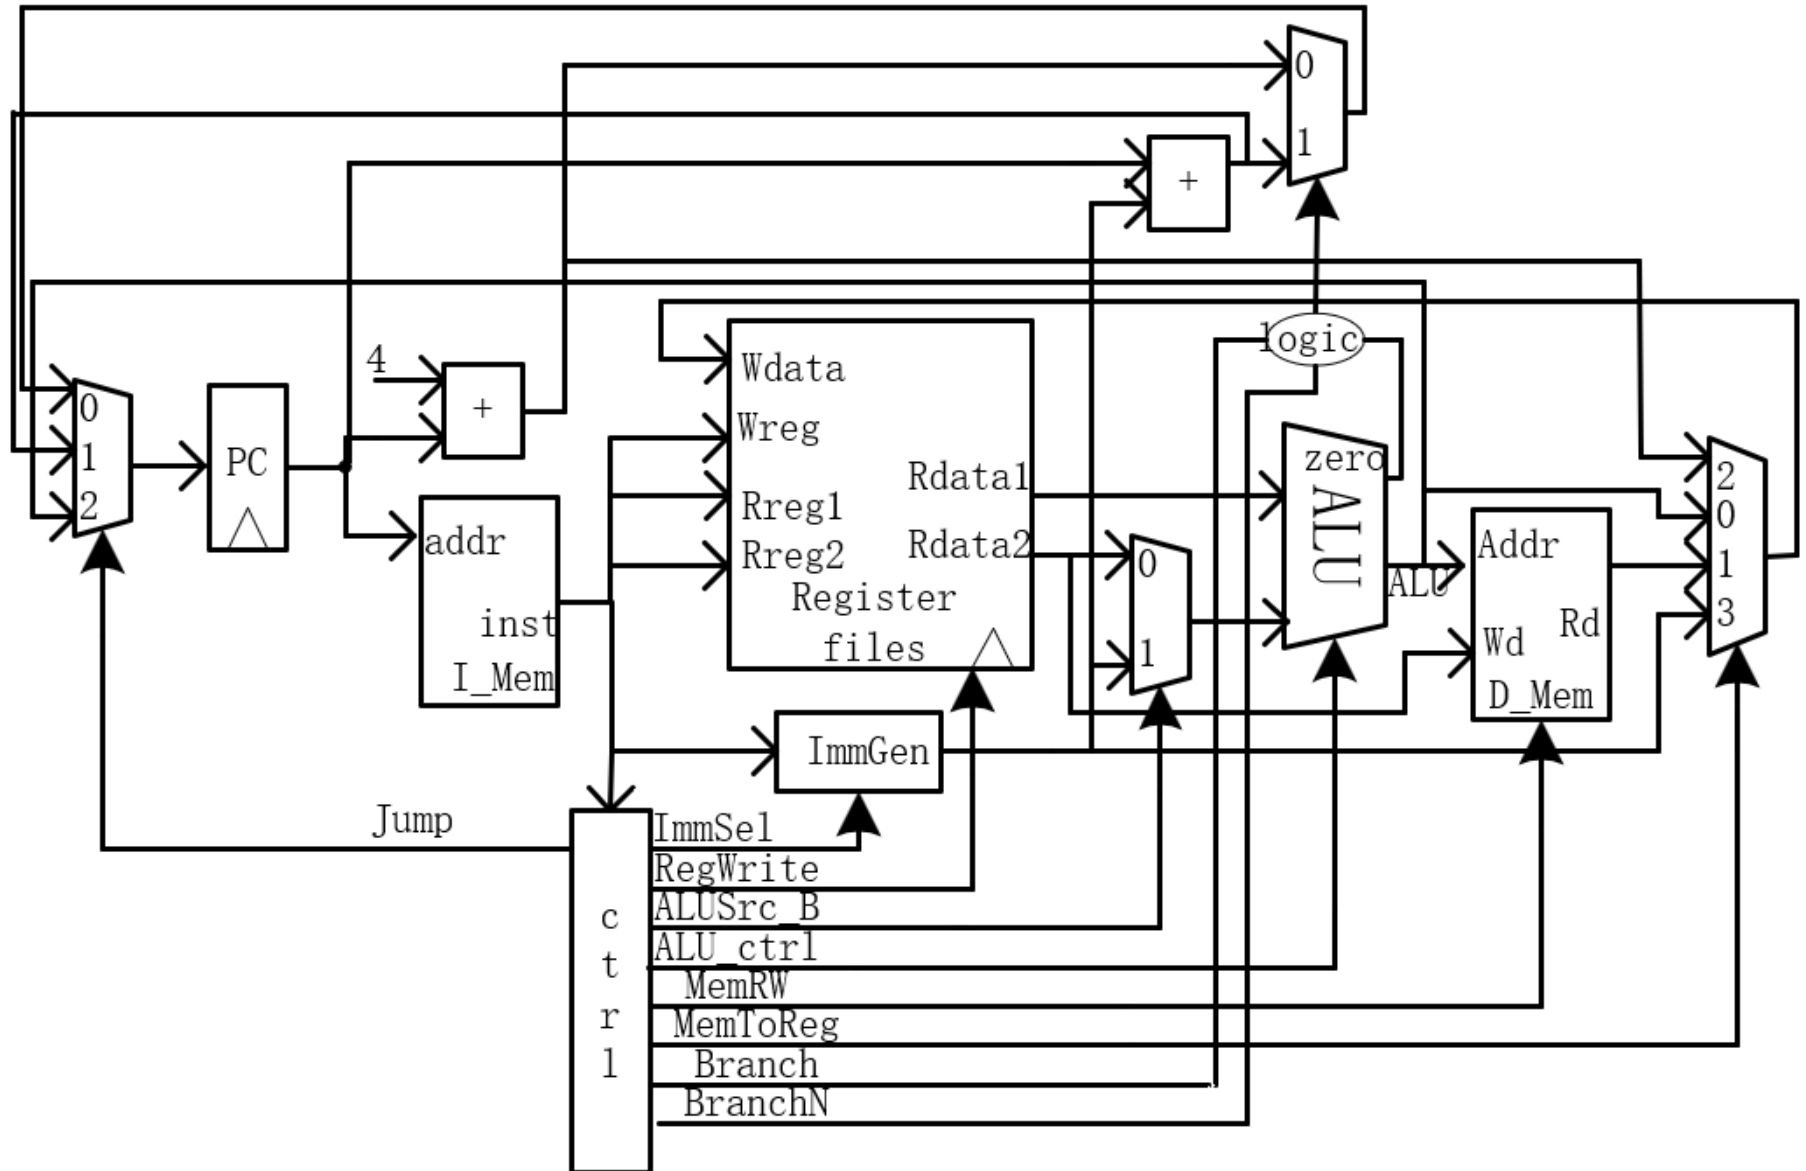 0
1
+
logic
4
+
0
1
2
PC
addr
inst
I_Mem
Wdata
Wreg
Rreg1
Rreg2
Rdata1
Rdata2
Register
files
0
1
zero
ALU
ALU
Addr
Wd
Rd
D_Mem
2
0
1
3
ImmGen
Jump
ctrl
ImmSel
RegWrite
ALUSrc_B
ALU_ctrl
MemRW
MemToReg
Branch
BranchN